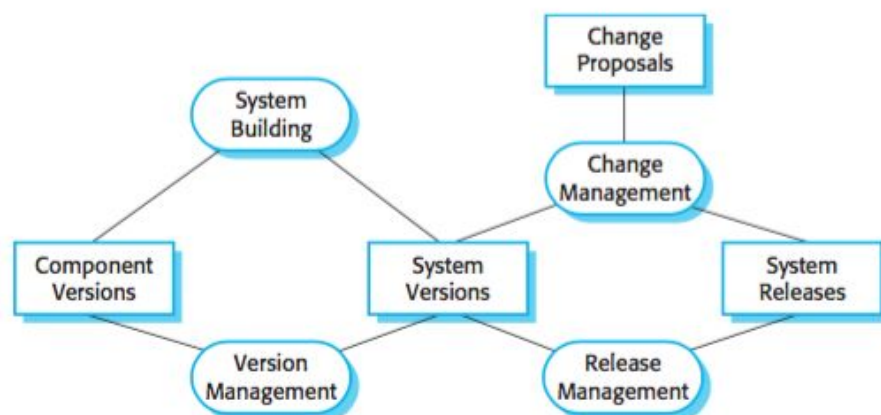 Change
Proposals
System
Building
Change
Management
Component
Versions
System
Versions
System
Releases
Version
Management
Release
Management